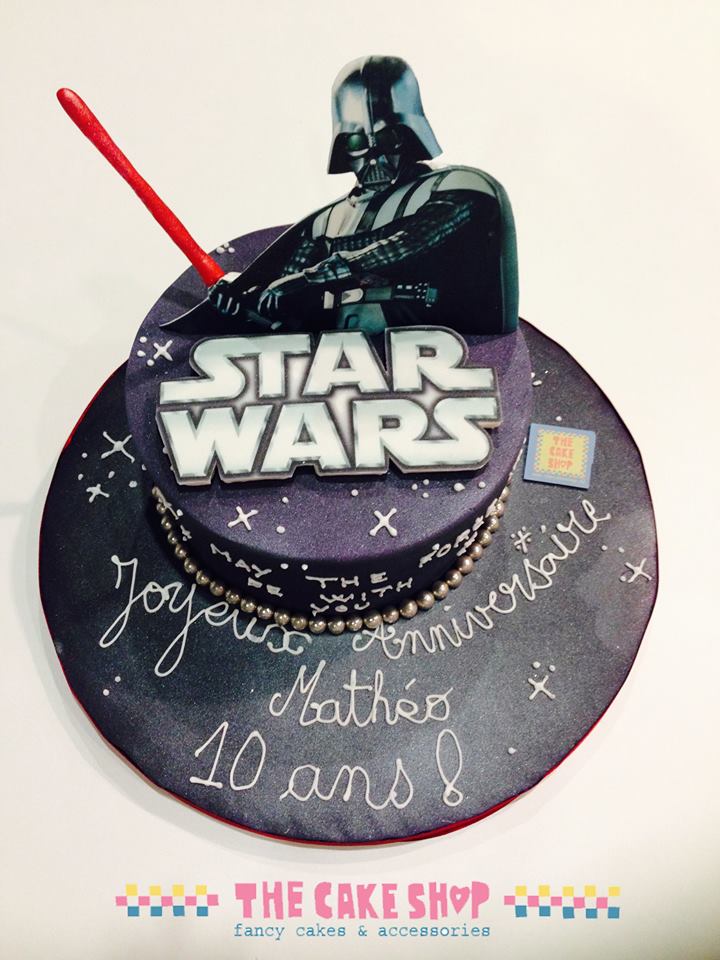 STAR
WARS
THE
CAKE
SHOP
MAY THE FORCE
BE WITH
YOU
Joyeux Anniversaire
Mathéo
10 ans !
THE CAKE SHOP
fancy cakes & accessories